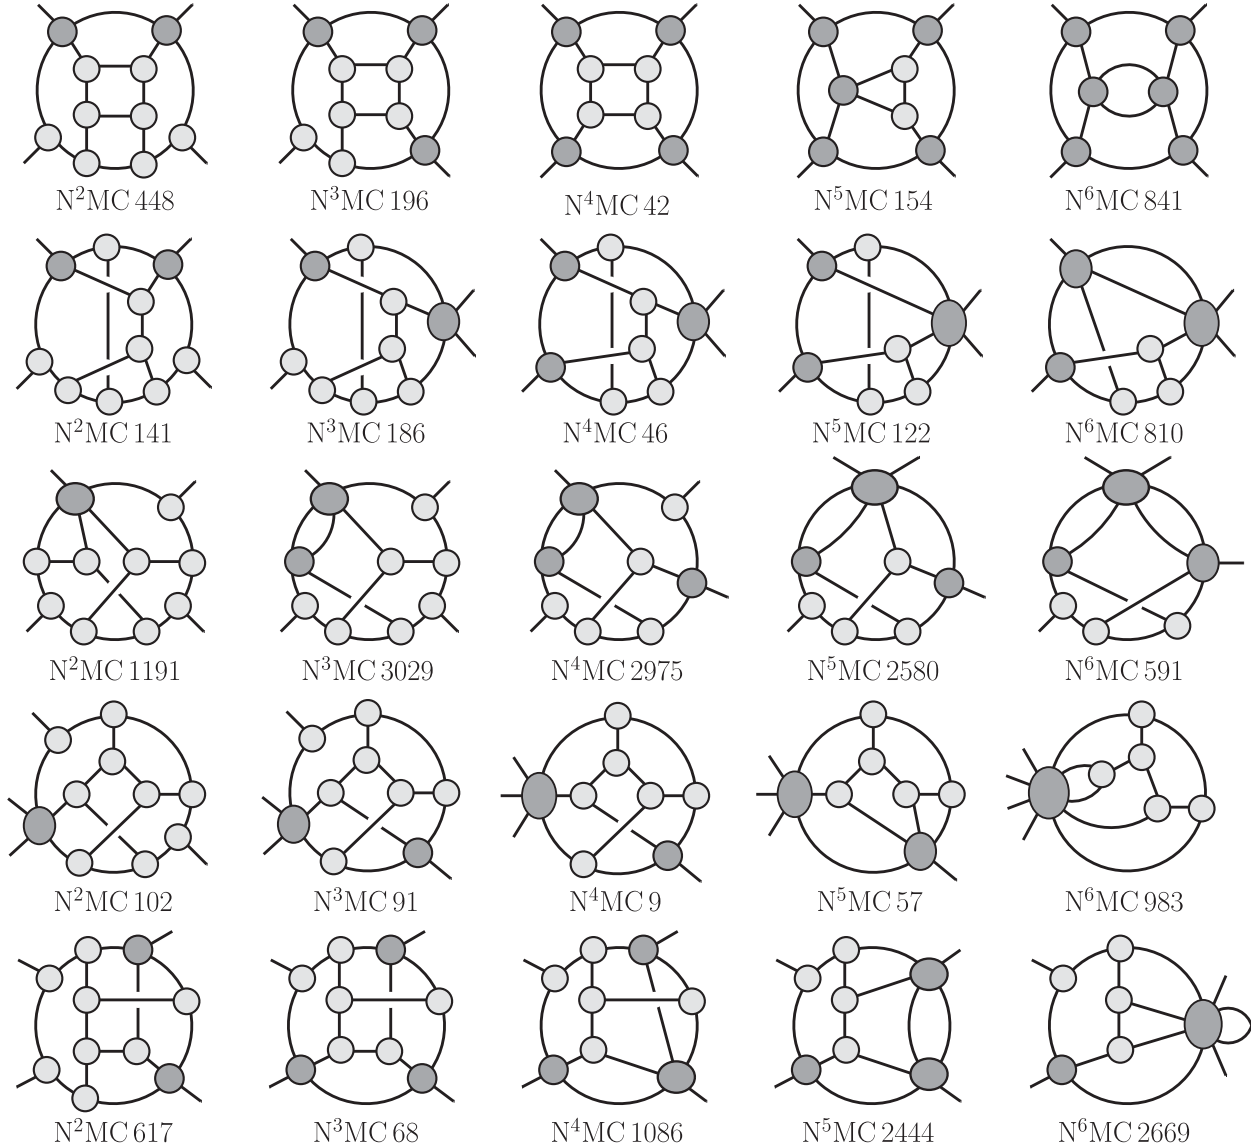 N²MC 448 N³MC 196 N⁴MC 42 N⁵MC 154 N⁶MC 841
N²MC 141 N³MC 186 N⁴MC 46 N⁵MC 122 N⁶MC 810
N²MC 1191 N³MC 3029 N⁴MC 2975 N⁵MC 2580 N⁶MC 591
N²MC 102 N³MC 91 N⁴MC 9 N⁵MC 57 N⁶MC 983
N²MC 617 N³MC 68 N⁴MC 1086 N⁵MC 2444 N⁶MC 2669